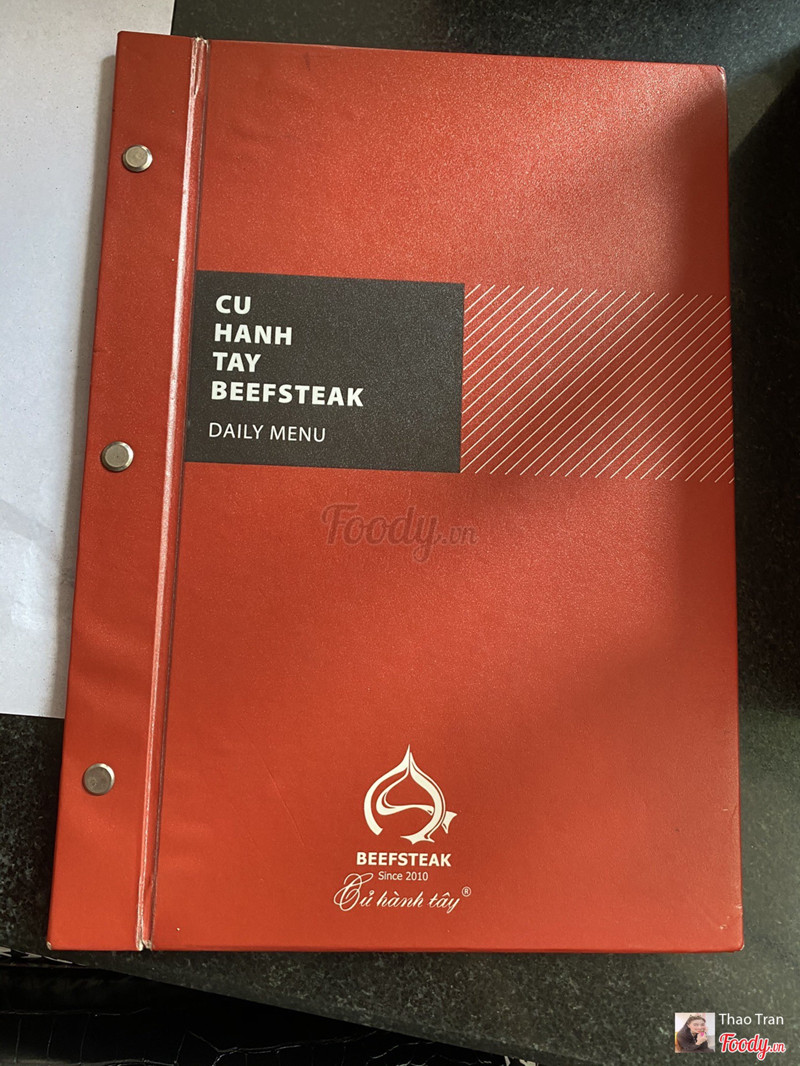 CU
HANH
TAY
BEEFSTEAK
DAILY MENU
Foody.vn
BEEFSTEAK
Since 2010
Củ hành tây®
Thao Tran
Foody.vn